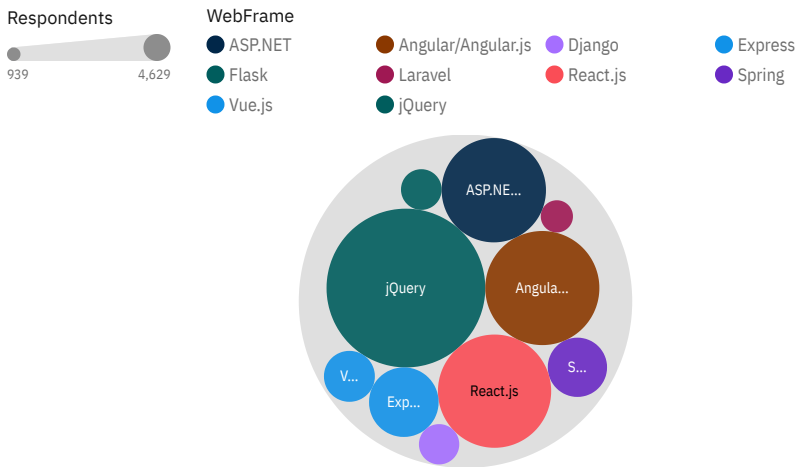 Respondents
939
4,629
WebFrame
ASP.NET
Angular/Angular.js
Django
Express
Flask
Laravel
React.js
Spring
Vue.js
jQuery
ASP.NE...
jQuery
Angula...
V...
Exp...
React.js
S...